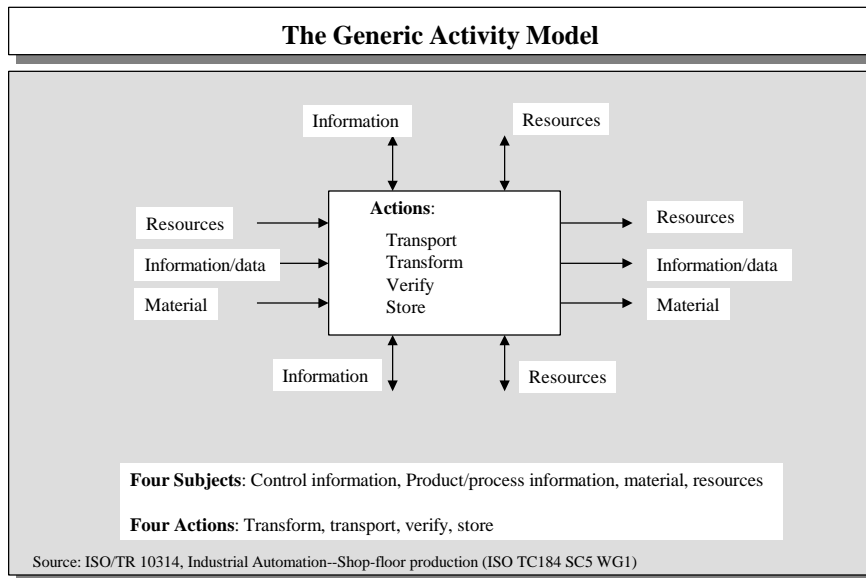 The Generic Activity Model
Information
Resources
Actions:
Resources
Transport
Resources
Information/data
Transform
Information/data
Verify
Material
Store
Material
Information
Resources
Four Subjects: Control information, Product/process information, material, resources
Four Actions: Transform, transport, verify, store
Source: ISO/TR 10314, Industrial Automation--Shop-floor production (ISO TC184 SC5 WG1)